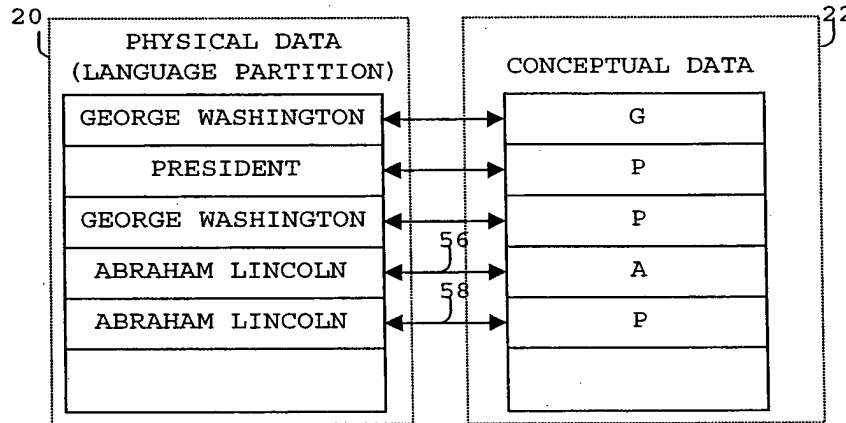 20
22
PHYSICAL DATA
(LANGUAGE PARTITION)
CONCEPTUAL DATA
GEORGE WASHINGTON
G
PRESIDENT
P
GEORGE WASHINGTON
P
56
ABRAHAM LINCOLN
A
58
ABRAHAM LINCOLN
P